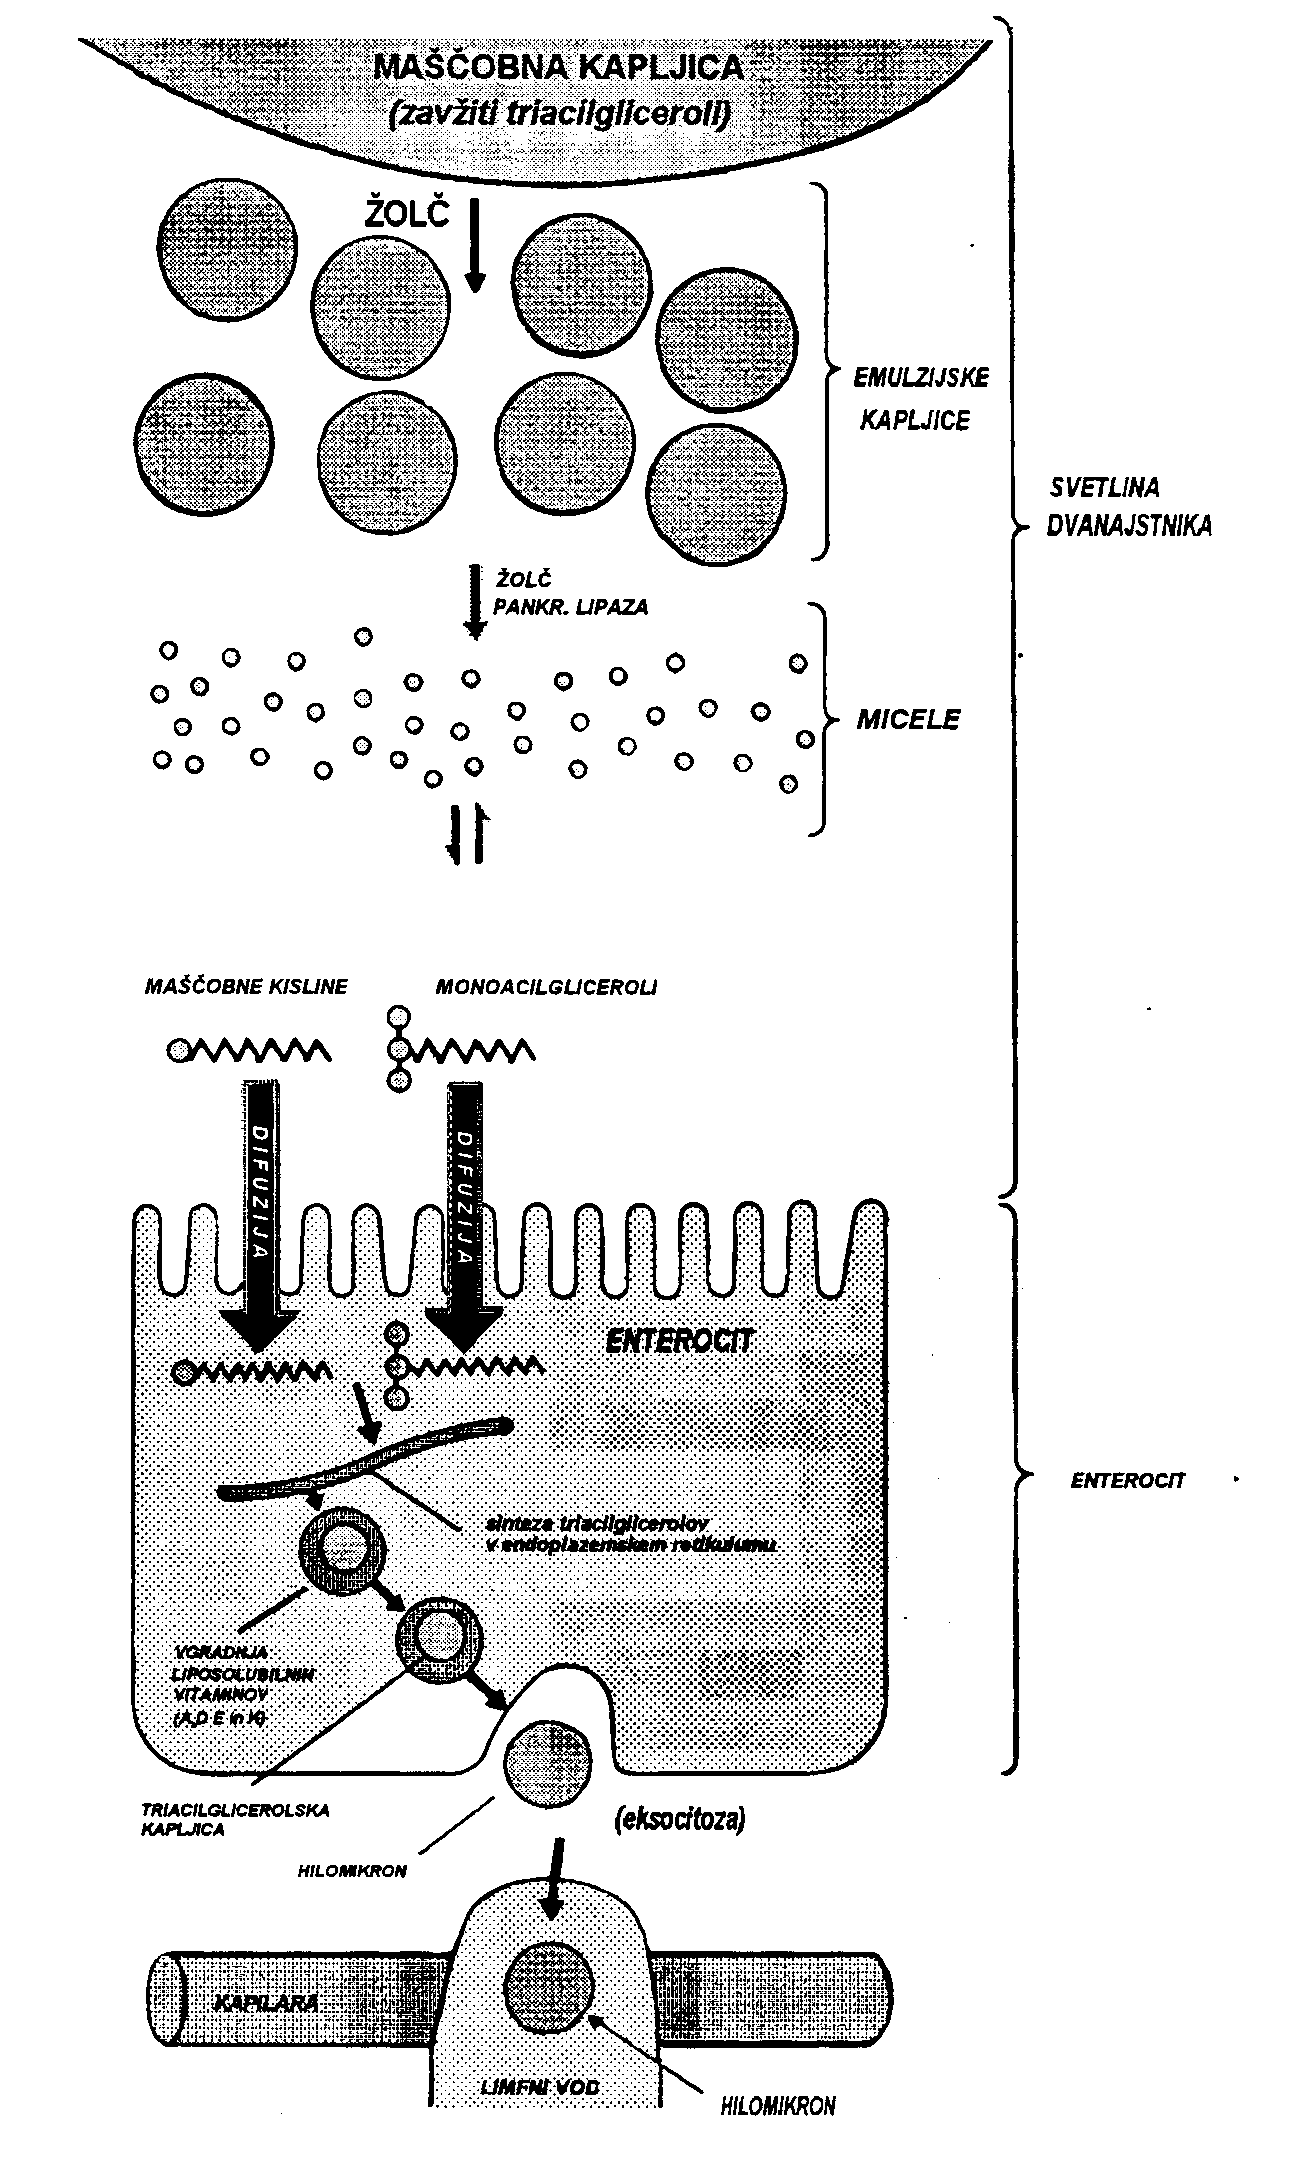 MAŠČOBNA KAPLJICA
(zavžiti triacilgliceroli)
ŽOLČ
EMULZIJSKE
KAPLJICE
SVETLINA
DVANAJSTNIKA
ŽOLČ
PANKR. LIPAZA
MICELE
MAŠČOBNE KISLINE
MONOACILGLICEROLI
DIFUZIJA
DIFUZIJA
ENTEROCIT
ENTEROCIT
sinteza triacilglicerolov
v endoplazemskem retikulumu
VGRADNJA
LIPOSOLUBILNIH
VITAMINOV
(A,D E in K)
TRIACILGLICEROLSKA
KAPLJICA
(eksocitoza)
HILOMIKRON
KAPILARA
LIMFNI VOD
HILOMIKRON